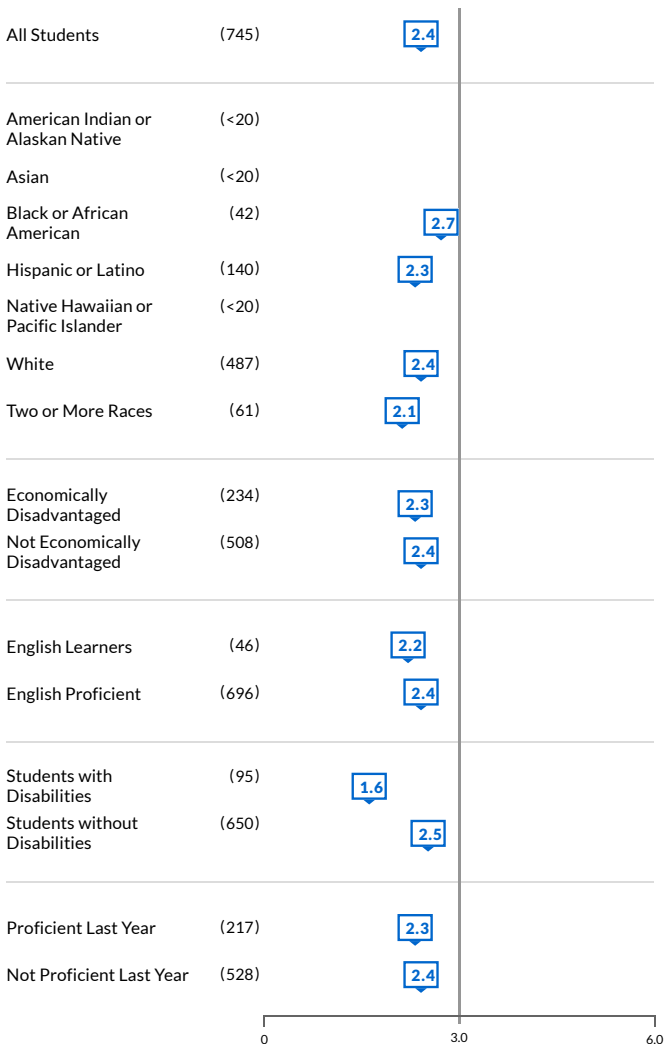 All Students (745) 2.4
American Indian or (<20)
Alaskan Native
Asian (<20)
Black or African (42) 2.7
American
Hispanic or Latino (140) 2.3
Native Hawaiian or (<20)
Pacific Islander
White (487) 2.4
Two or More Races (61) 2.1
Economically (234) 2.3
Disadvantaged
Not Economically (508) 2.4
Disadvantaged
English Learners (46) 2.2
English Proficient (696) 2.4
Students with (95) 1.6
Disabilities
Students without (650) 2.5
Disabilities
Proficient Last Year (217) 2.3
Not Proficient Last Year (528) 2.4
0 3.0 6.0